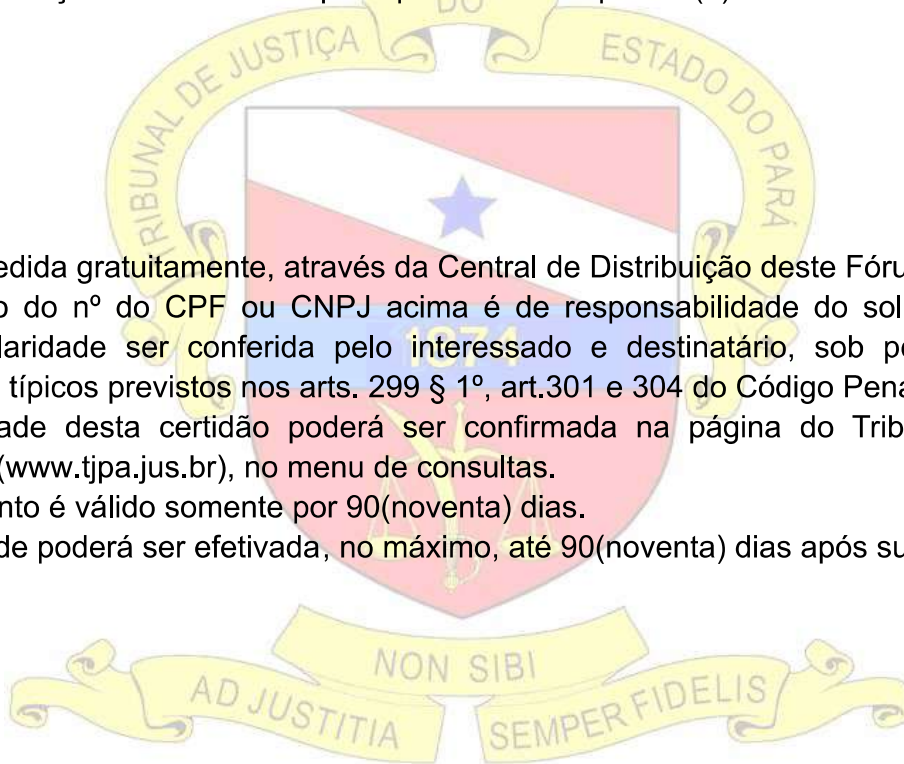 DO
TRIBUNAL DE JUSTIÇA
ESTADO DO PARÁ
edida gratuitamente, através da Central de Distribuição deste Fóru
o do nº do CPF ou CNPJ acima é de responsabilidade do sol
laridade ser conferida pelo interessado e destinatário, sob pe
típicos previstos nos arts. 299 § 1º, art.301 e 304 do Código Pena
ade desta certidão poderá ser confirmada na página do Trib
(www.tjpa.jus.br), no menu de consultas.
nto é válido somente por 90(noventa) dias.
de poderá ser efetivada, no máximo, até 90(noventa) dias após su
1874
NON SIBI
AD JUSTITIA
SEMPER FIDELIS